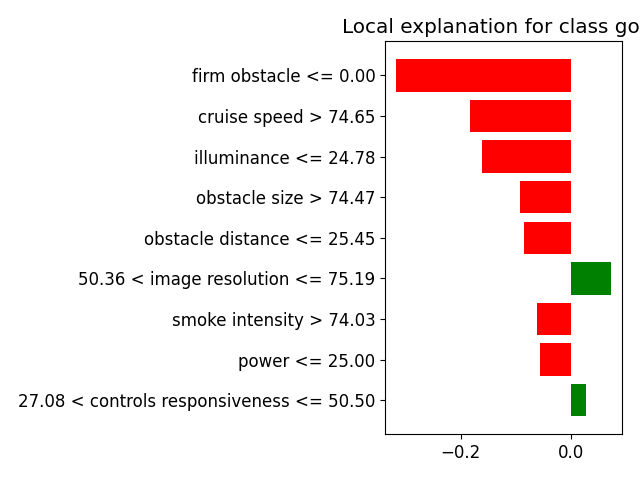 Local explanation for class go
firm obstacle <= 0.00
cruise speed > 74.65
illuminance <= 24.78
obstacle size > 74.47
obstacle distance <= 25.45
50.36 < image resolution <= 75.19
smoke intensity > 74.03
power <= 25.00
27.08 < controls responsiveness <= 50.50
−0.2 0.0